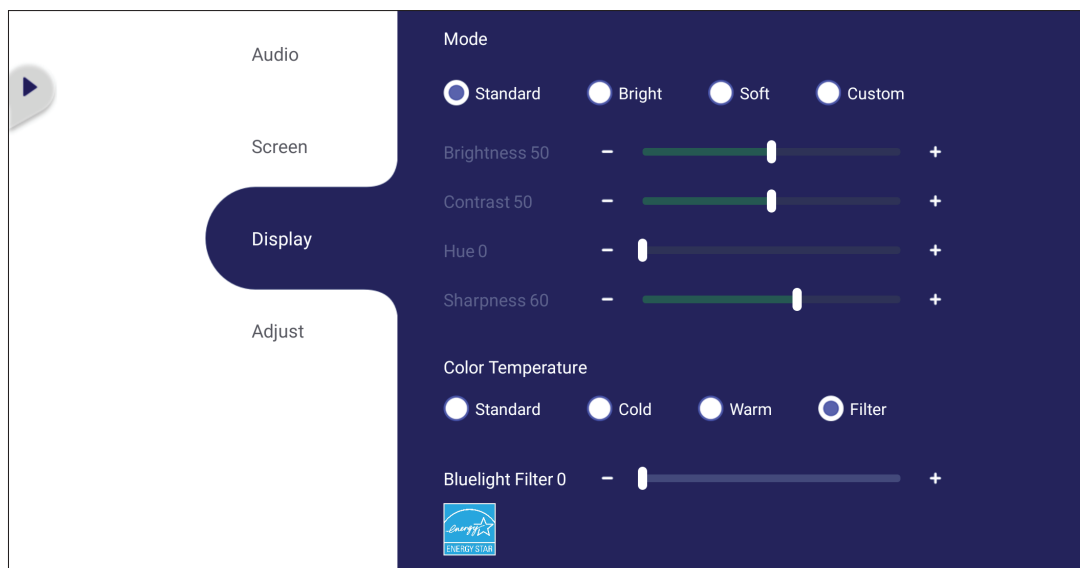 Audio
Screen
Display
Adjust
Mode
Standard Bright Soft Custom
Brightness 50 - +
Contrast 50 - +
Hue 0 - +
Sharpness 60 - +
Color Temperature
Standard Cold Warm Filter
Bluelight Filter 0 - +
energy
ENERGY STAR